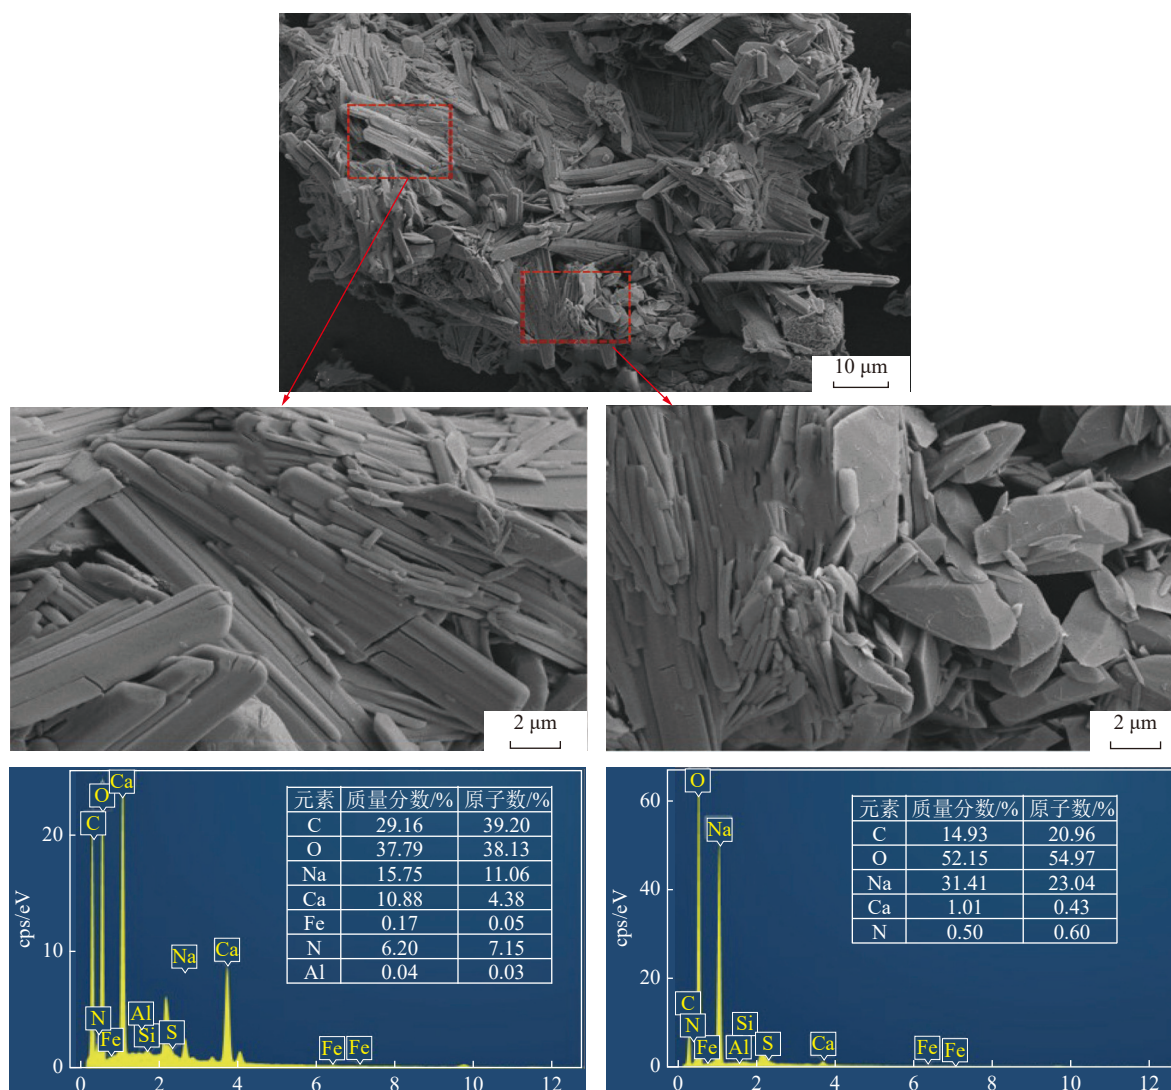 10 μm
2 μm
2 μm
元素 质量分数/% 原子数/%
C 29.16 39.20
O 37.79 38.13
Na 15.75 11.06
Ca 10.88 4.38
Fe 0.17 0.05
N 6.20 7.15
Al 0.04 0.03
cps/eV
20
10
0
C
O
Ca
N
Fe
Al
Si
S
Na
Ca
Fe
Fe
0 2 4 6 8 10 12
元素 质量分数/% 原子数/%
C 14.93 20.96
O 52.15 54.97
Na 31.41 23.04
Ca 1.01 0.43
N 0.50 0.60
cps/eV
60
40
20
0
O
Na
C
N
Fe
Si
Al
S
Ca
Fe
Fe
0 2 4 6 8 10 12